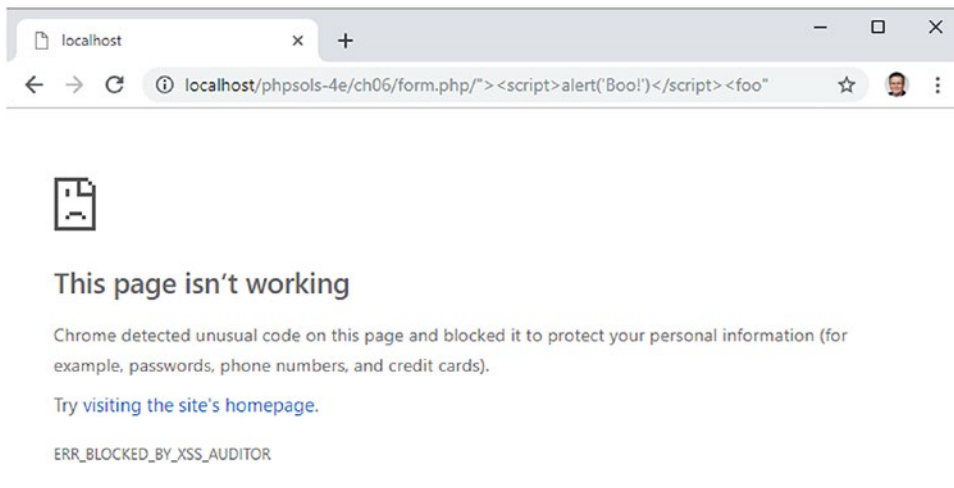 localhost
localhost/phpsols-4e/ch06/form.php/"><script>alert('Boo!')</script><foo"
This page isn't working
Chrome detected unusual code on this page and blocked it to protect your personal information (for
example, passwords, phone numbers, and credit cards).
Try visiting the site's homepage.
ERR_BLOCKED_BY_XSS_AUDITOR